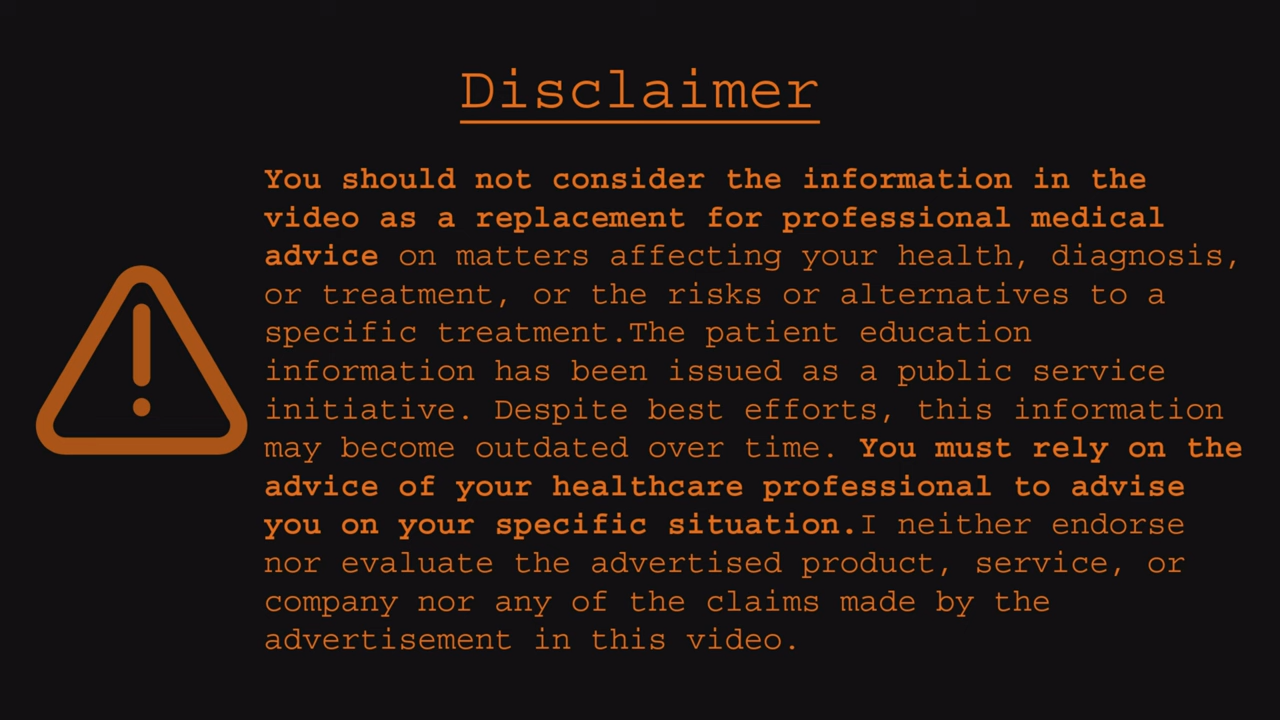 Disclaimer
You should not consider the information in the
video as a replacement for professional medical
advice on matters affecting your health, diagnosis,
or treatment, or the risks or alternatives to a
specific treatment.The patient education
information has been issued as a public service
initiative. Despite best efforts, this information
may become outdated over time. You must rely on the
advice of your healthcare professional to advise
you on your specific situation.I neither endorse
nor evaluate the advertised product, service, or
company nor any of the claims made by the
advertisement in this video.